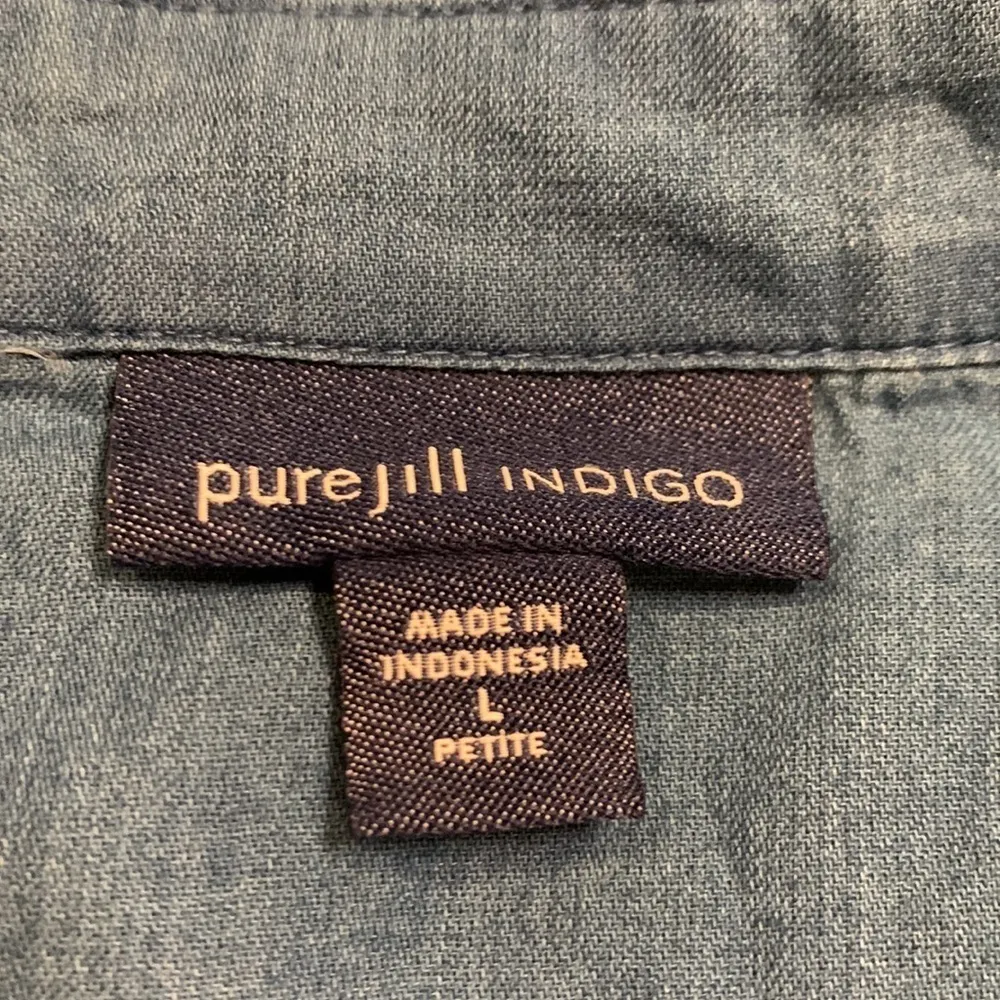 purejill INDIGO
MADE IN
INDONESIA
L
PETITE